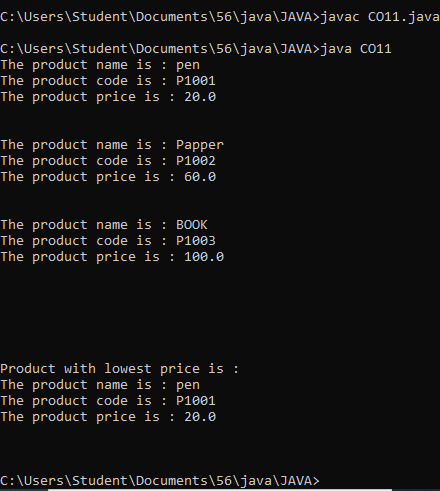 C:\Users\Student\Documents\56\java\JAVA>javac CO11.java
C:\Users\Student\Documents\56\java\JAVA>java CO11
The product name is : pen
The product code is : P1001
The product price is : 20.0
The product name is : Papper
The product code is : P1002
The product price is : 60.0
The product name is : BOOK
The product code is : P1003
The product price is : 100.0
Product with lowest price is :
The product name is : pen
The product code is : P1001
The product price is : 20.0
C:\Users\Student\Documents\56\java\JAVA>